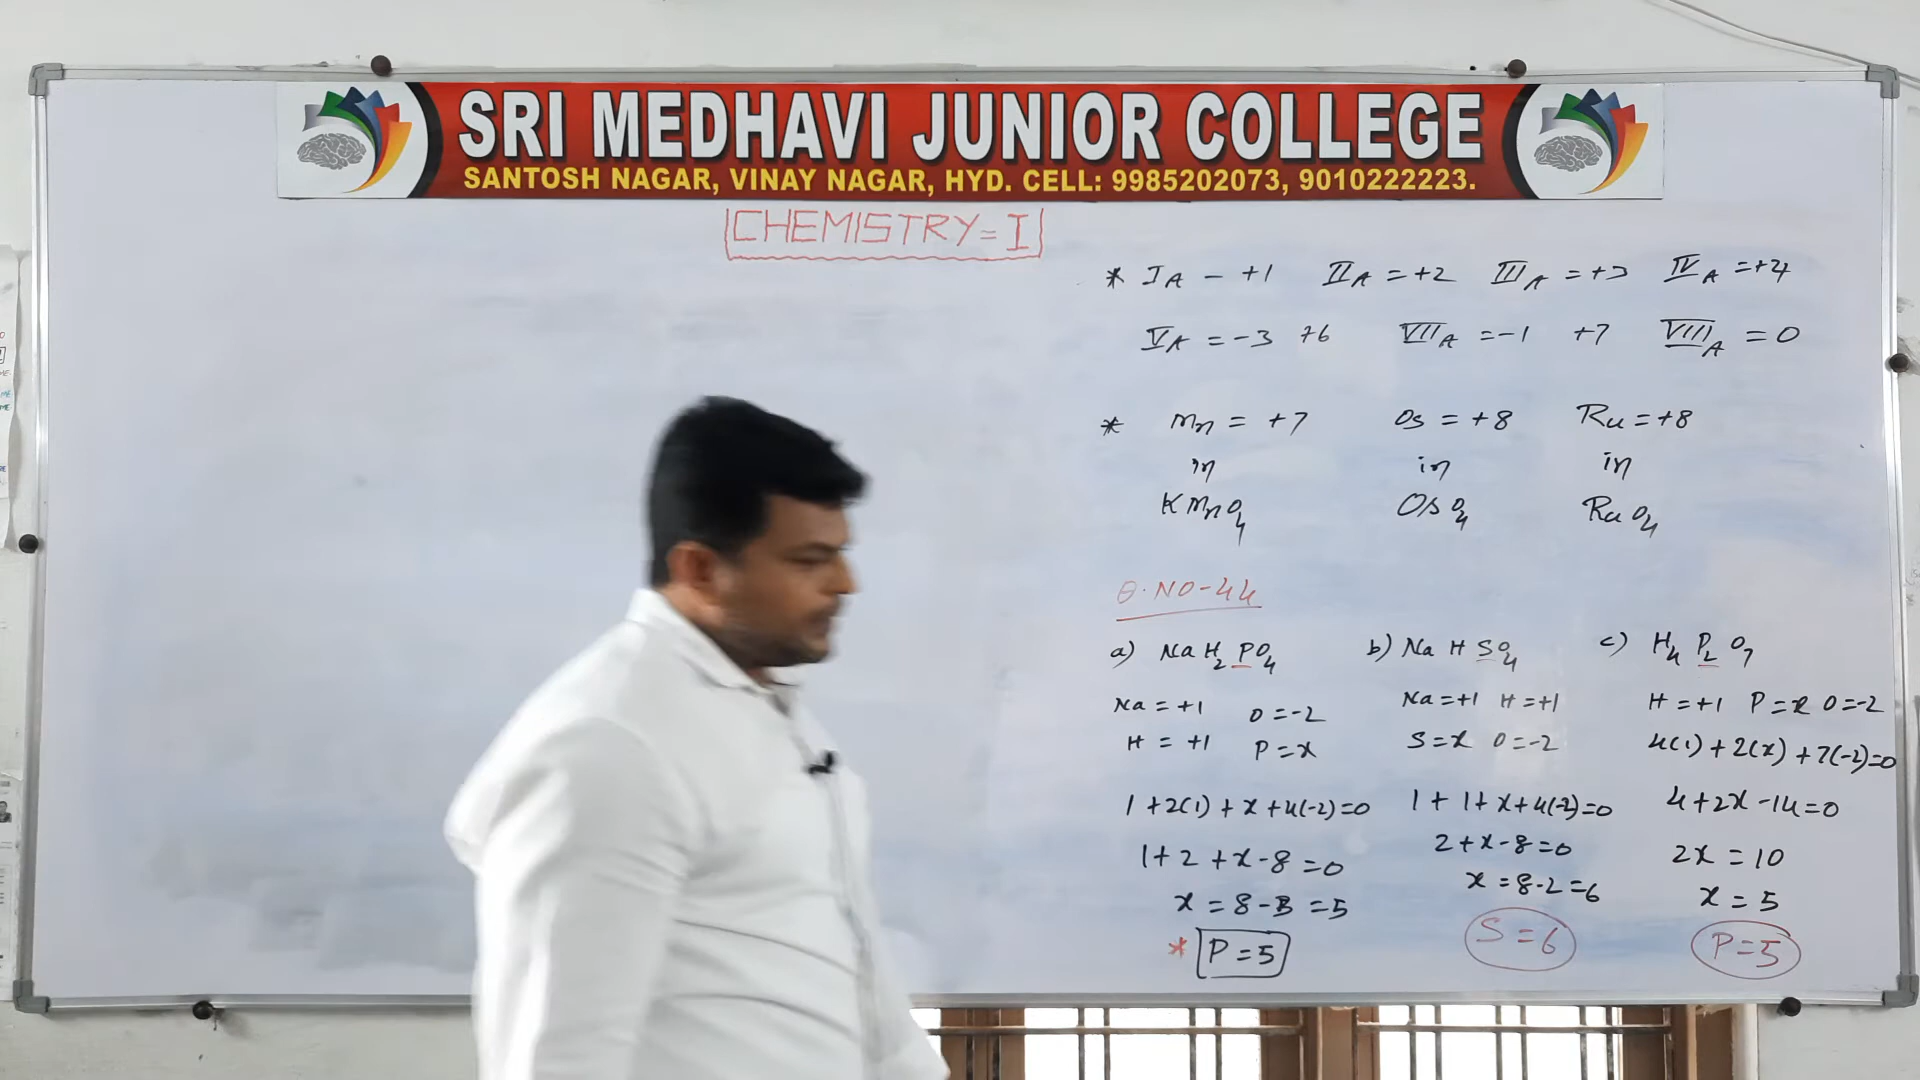 SRI MEDHAVI JUNIOR COLLEGE
SANTOSH NAGAR, VINAY NAGAR, HYD. CELL: 9985202073, 9010222223.
CHEMISTRY=I
* IA - +1 IIA = +2 IIIA = +3 IVA = +4
VA = -3 +6 VIIA = -1 +7 VIIIA = 0
* Mn = +7 Os = +8 Ru = +8
in in in
KMnO4 OsO4 RuO4
Q.NO-44
a) NaH2PO4 b) NaHSO4 c) H4P2O7
Na = +1 O = -2 Na = +1 H = +1 H = +1 P = x O = -2
H = +1 P = x S = x O = -2 4(1) + 2(x) + 7(-2) = 0
1 + 2(1) + x + 4(-2) = 0 1 + 1 + x + 4(-2) = 0 4 + 2x - 14 = 0
1 + 2 + x - 8 = 0 2 + x - 8 = 0 2x = 10
x = 8 - 3 = 5 x = 8 - 2 = 6 x = 5
* P = 5 S = 6 P = 5